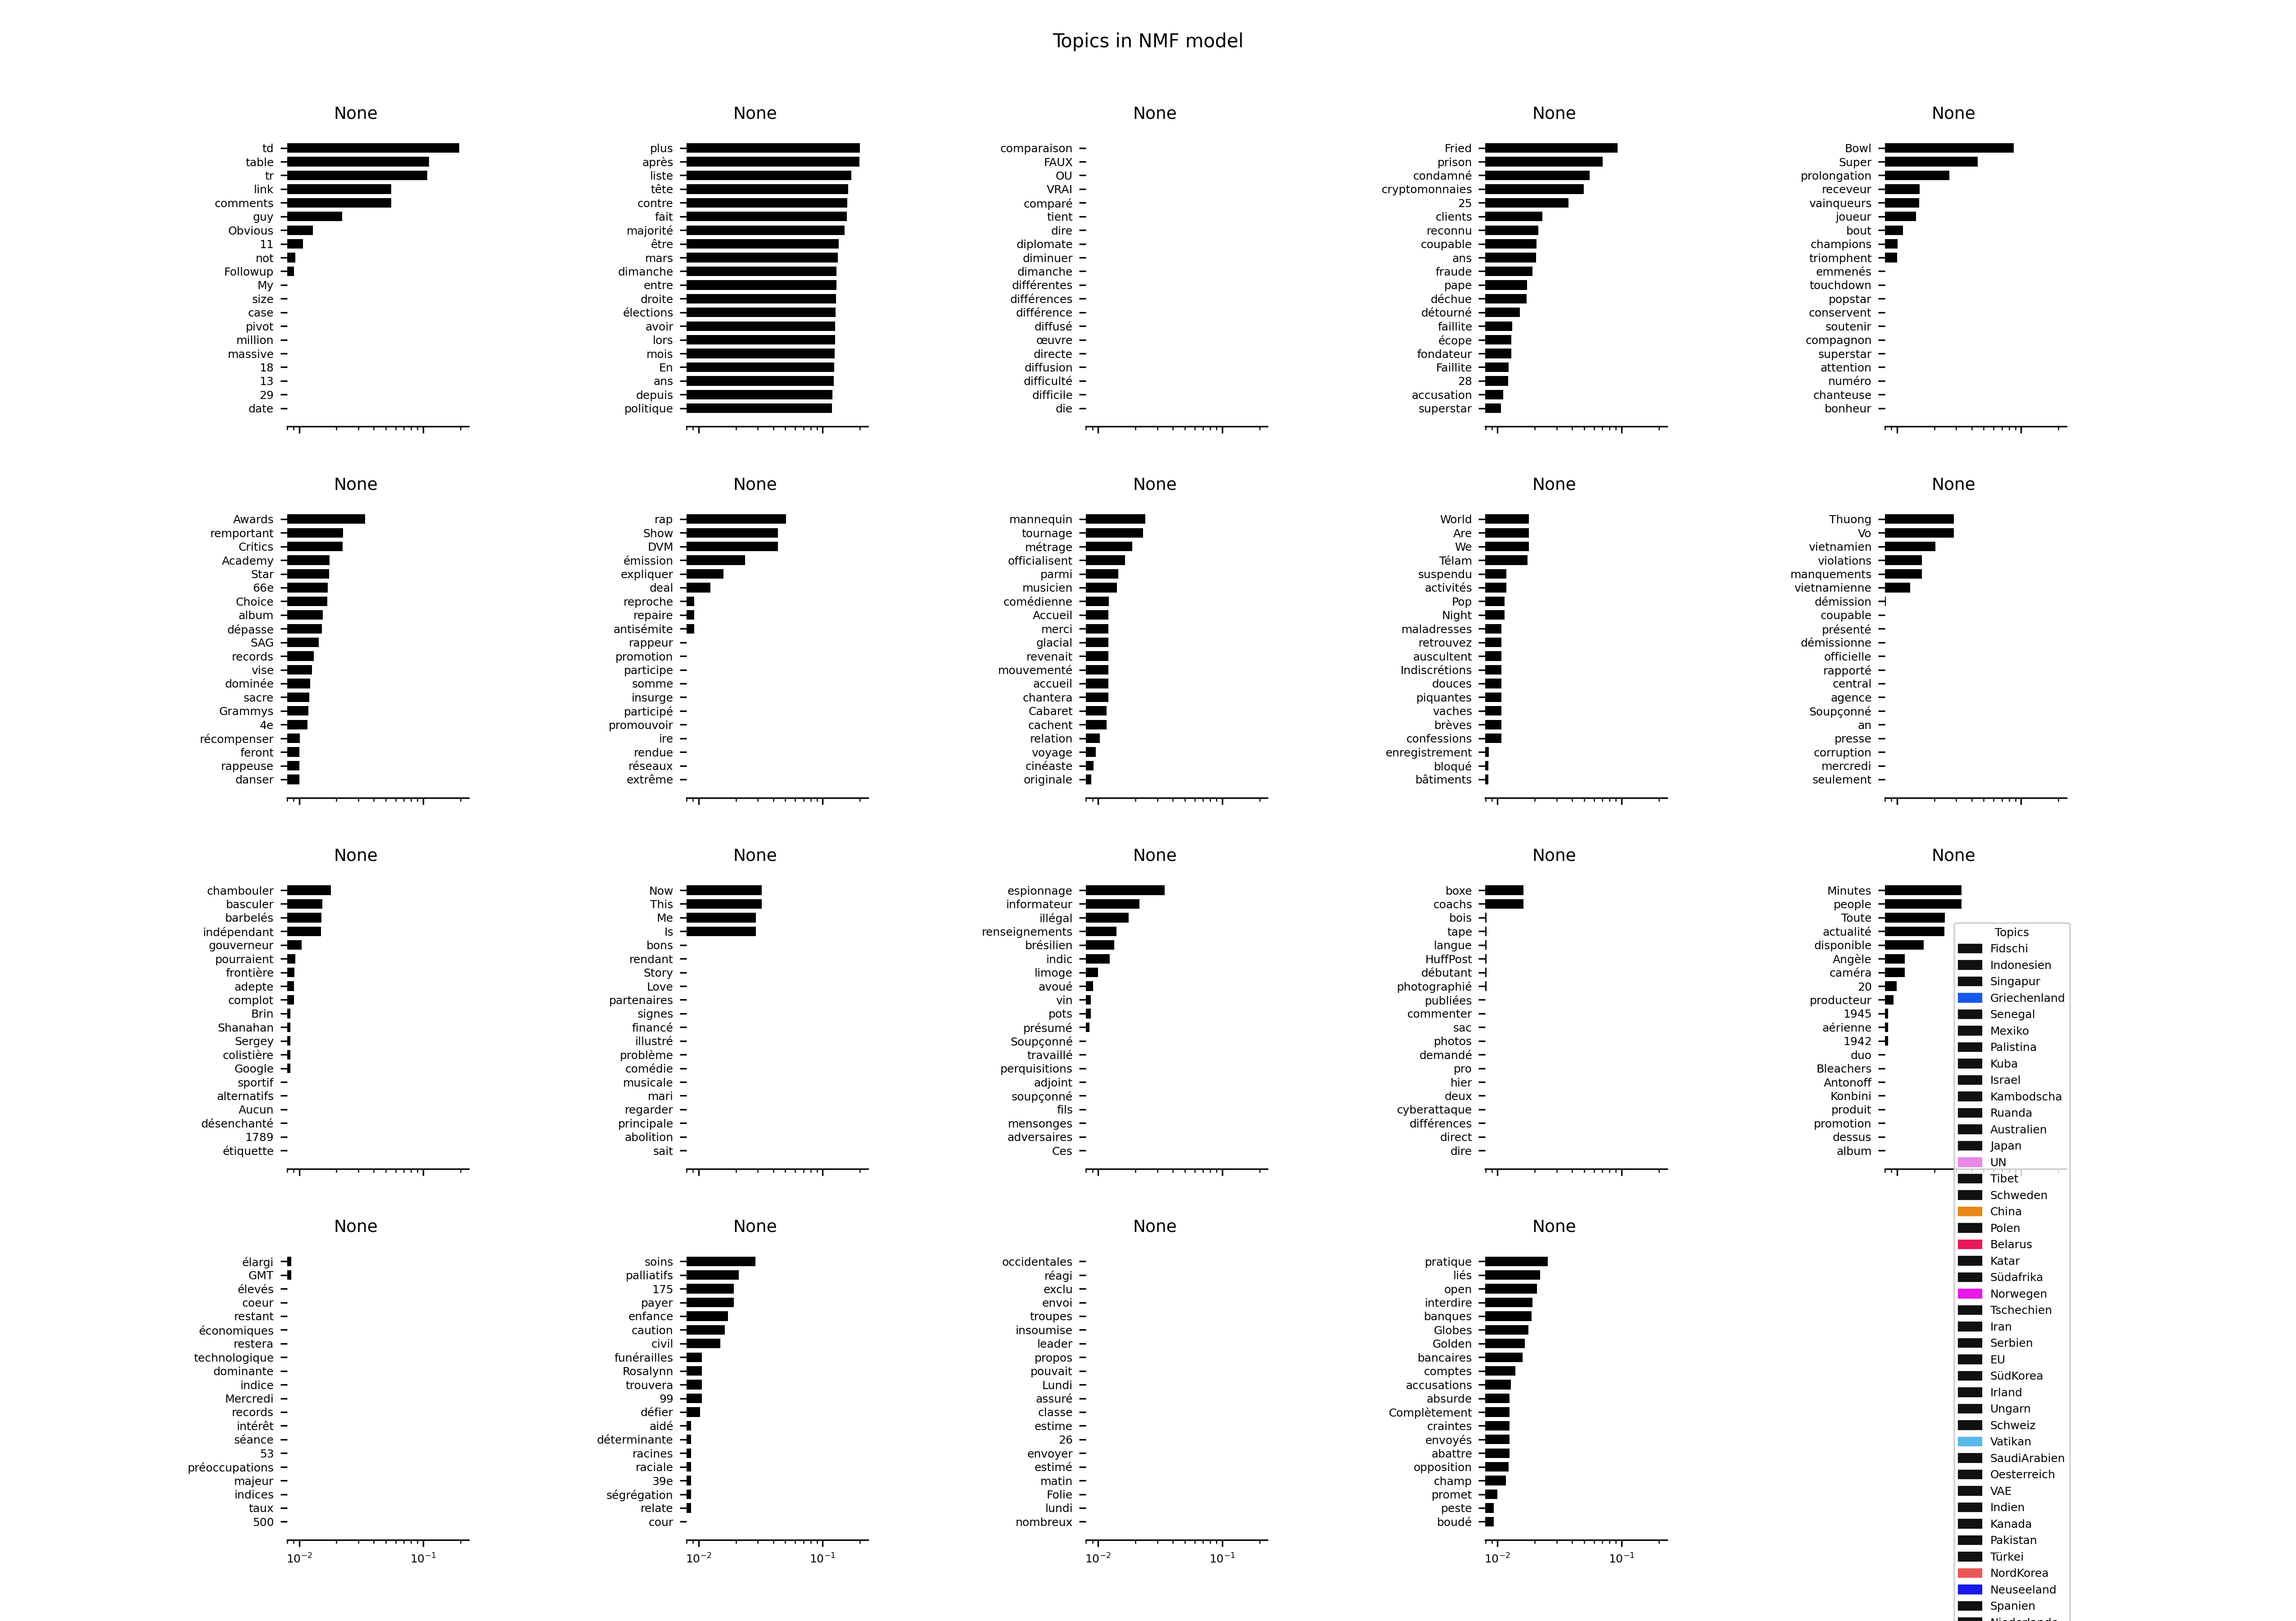 Topics in NMF model
None
td
table
tr
link
comments
guy
Obvious
11
not
Followup
My
size
case
pivot
million
massive
18
13
29
date
None
plus
après
liste
tête
contre
fait
majorité
être
mars
dimanche
entre
droite
élections
avoir
lors
mois
En
ans
depuis
politique
None
comparaison
FAUX
OU
VRAI
comparé
tient
dire
diplomate
diminuer
dimanche
différentes
différences
différence
diffusé
œuvre
directe
diffusion
difficulté
difficile
die
None
Fried
prison
condamné
cryptomonnaies
25
clients
reconnu
coupable
ans
fraude
pape
déchue
détourné
faillite
écope
fondateur
Faillite
28
accusation
superstar
None
Bowl
Super
prolongation
receveur
vainqueurs
joueur
bout
champions
triomphent
emmenés
touchdown
popstar
conservent
soutenir
compagnon
superstar
attention
numéro
chanteuse
bonheur
None
Awards
remportant
Critics
Academy
Star
66e
Choice
album
dépasse
SAG
records
vise
dominée
sacre
Grammys
4e
récompenser
feront
rappeuse
danser
None
rap
Show
DVM
émission
expliquer
deal
reproche
repaire
antisémite
rappeur
promotion
participe
somme
insurge
participé
promouvoir
ire
rendue
réseaux
extrême
None
mannequin
tournage
métrage
officialisent
parmi
musicien
comédienne
Accueil
merci
glacial
revenait
mouvementé
accueil
chantera
Cabaret
cachent
relation
voyage
cinéaste
originale
None
World
Are
We
Télam
suspendu
activités
Pop
Night
maladresses
retrouvez
auscultent
Indiscrétions
douces
piquantes
vaches
brèves
confessions
enregistrement
bloqué
bâtiments
None
Thuong
Vo
vietnamien
violations
manquements
vietnamienne
démission
coupable
présenté
démissionne
officielle
rapporté
central
agence
Soupçonné
an
presse
corruption
mercredi
seulement
None
chambouler
basculer
barbelés
indépendant
gouverneur
pourraient
frontière
adepte
complot
Brin
Shanahan
Sergey
colistière
Google
sportif
alternatifs
Aucun
désenchanté
1789
étiquette
None
Now
This
Me
Is
bons
rendant
Story
Love
partenaires
signes
financé
illustré
problème
comédie
musicale
mari
regarder
principale
abolition
sait
None
espionnage
informateur
illégal
renseignements
brésilien
indic
limoge
avoué
vin
pots
présumé
Soupçonné
travaillé
perquisitions
adjoint
soupçonné
fils
mensonges
adversaires
Ces
None
boxe
coachs
bois
tape
langue
HuffPost
débutant
photographié
publiées
commenter
sac
photos
demandé
pro
hier
deux
cyberattaque
différences
direct
dire
None
Minutes
people
Toute
actualité
disponible
Angèle
caméra
20
producteur
1945
aérienne
1942
duo
Bleachers
Antonoff
Konbini
produit
promotion
dessus
album
None
élargi
GMT
élevés
coeur
restant
économiques
restera
technologique
dominante
indice
Mercredi
records
intérêt
séance
53
préoccupations
majeur
indices
taux
500
10⁻² 10⁻¹
None
soins
palliatifs
175
payer
enfance
caution
civil
funérailles
Rosalynn
trouvera
99
défier
aidé
déterminante
racines
raciale
39e
ségrégation
relate
cour
10⁻² 10⁻¹
None
occidentales
réagi
exclu
envoi
troupes
insoumise
leader
propos
pouvait
Lundi
assuré
classe
estime
26
envoyer
estimé
matin
Folie
lundi
nombreux
10⁻² 10⁻¹
None
pratique
liés
open
interdire
banques
Globes
Golden
bancaires
comptes
accusations
absurde
Complètement
craintes
envoyés
abattre
opposition
champ
promet
peste
boudé
10⁻² 10⁻¹
Topics
Fidschi
Indonesien
Singapur
Griechenland
Senegal
Mexiko
Palistina
Kuba
Israel
Kambodscha
Ruanda
Australien
Japan
UN
Tibet
Schweden
China
Polen
Belarus
Katar
Südafrika
Norwegen
Tschechien
Iran
Serbien
EU
SüdKorea
Irland
Ungarn
Schweiz
Vatikan
SaudiArabien
Oesterreich
VAE
Indien
Kanada
Pakistan
Türkei
NordKorea
Neuseeland
Spanien